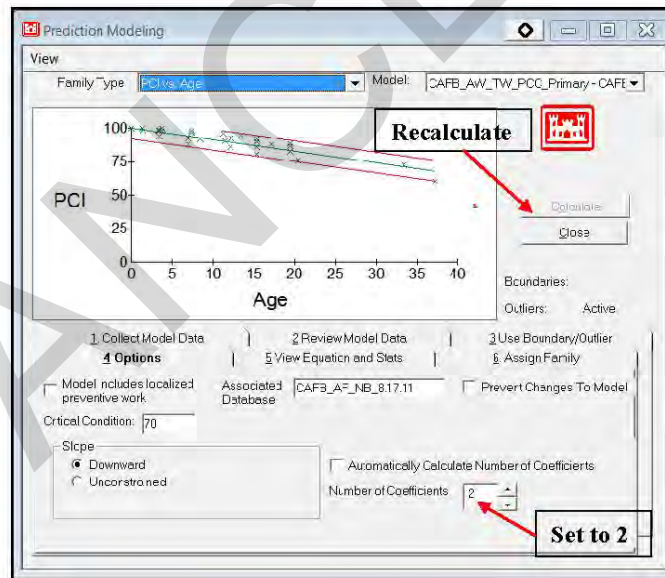 Prediction Modeling
View
Family Type PCI vs. Age Model: CAFB_AW_TW_PCC_Primary - CAFE
Recalculate
100
75
50
25
0
PCI
0 5 10 15 20 25 30 35 40
Age
Calculate
Close
Boundaries:
Outliers: Active
1 Collect Model Data 2 Review Model Data 3 Use Boundary/Outlier
4 Options 5 View Equation and Stats 6. Assign Family
Model includes localized preventive work
Associated Database CAFB_AF_NB_8.17.11
Prevent Changes To Model
Critical Condition: 70
Slope
Downward
Unconstrained
Automatically Calculate Number of Coefficients
Number of Coefficients 2
Set to 2